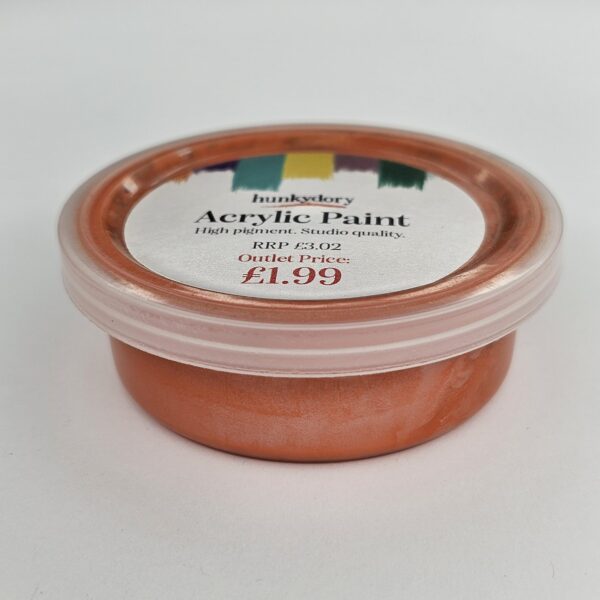 hunkydory
Acrylic Paint
High pigment. Studio quality.
RRP £3.02
Outlet Price:
£1.99